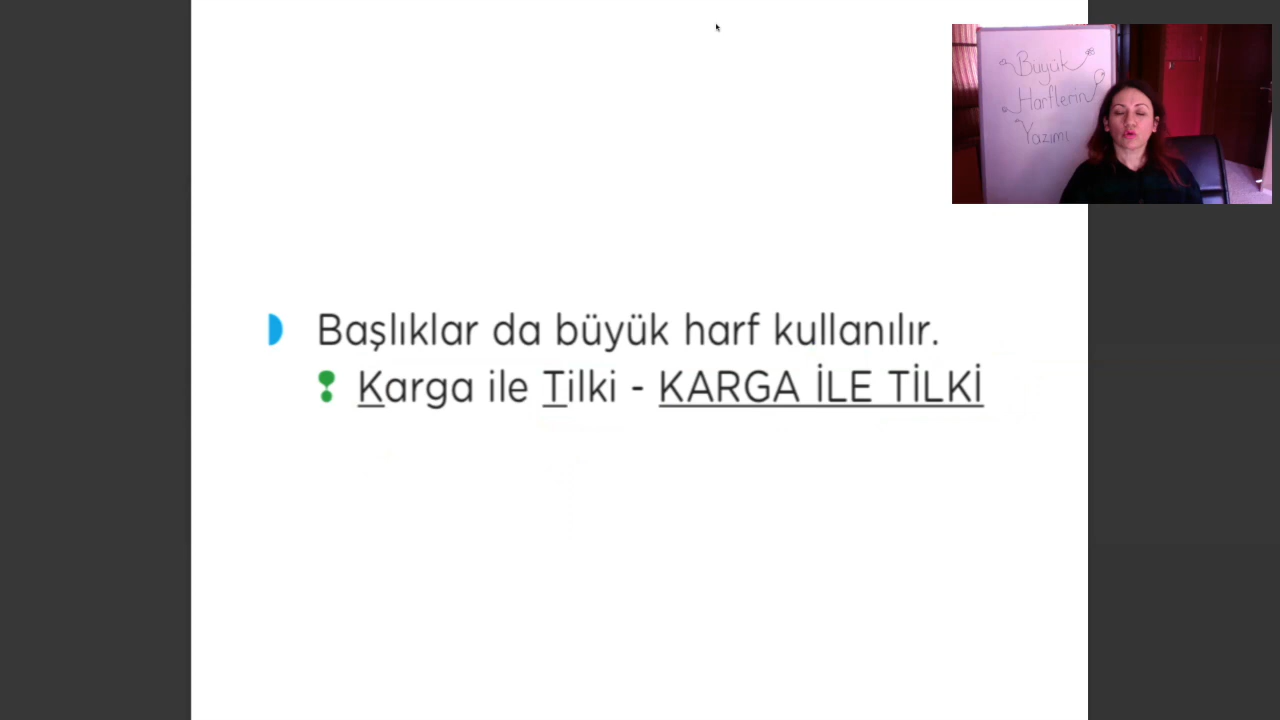 Büyük
Harflerin
Yazımı
Başlıklar da büyük harf kullanılır.
Karga ile Tilki - KARGA İLE TİLKİ